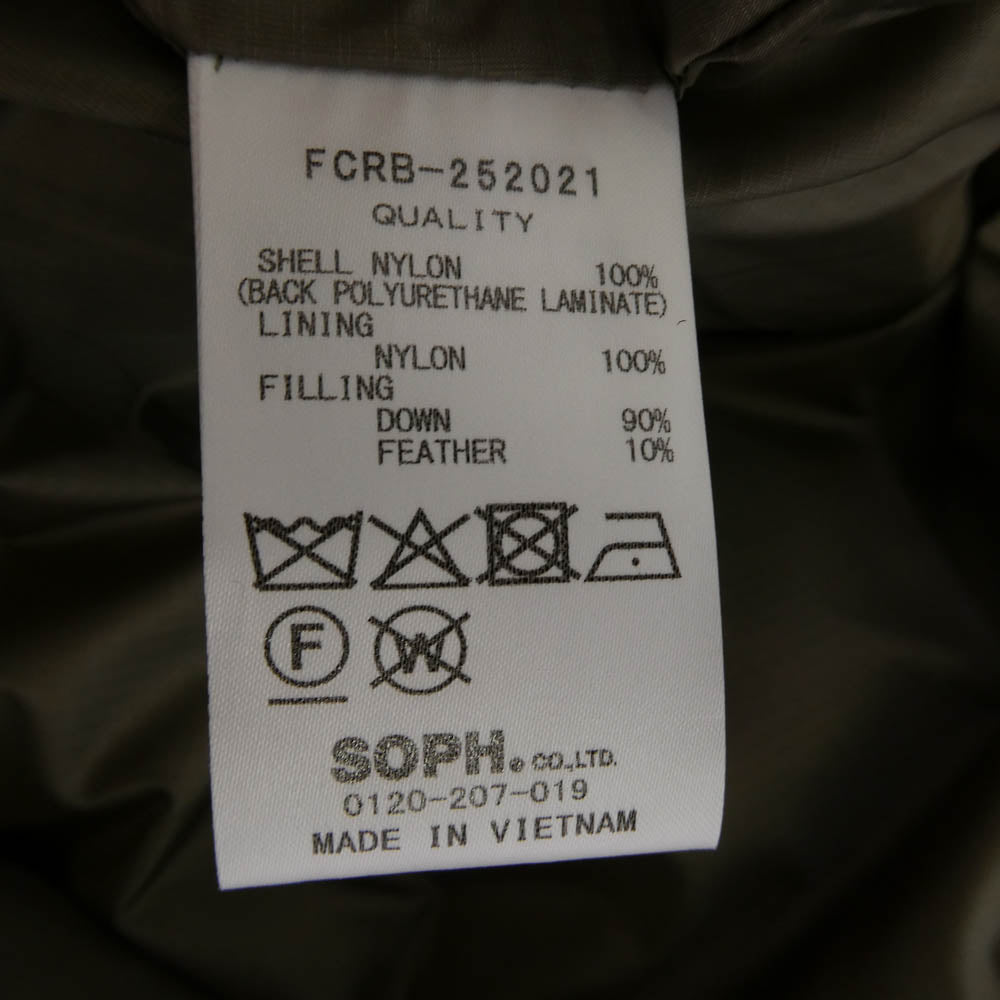 FCRB-252021
QUALITY
SHELL NYLON 100%
(BACK POLYURETHANE LAMINATE)
LINING
NYLON 100%
FILLING
DOWN 90%
FEATHER 10%
F W
SOPH. CO.,LTD.
0120-207-019
MADE IN VIETNAM